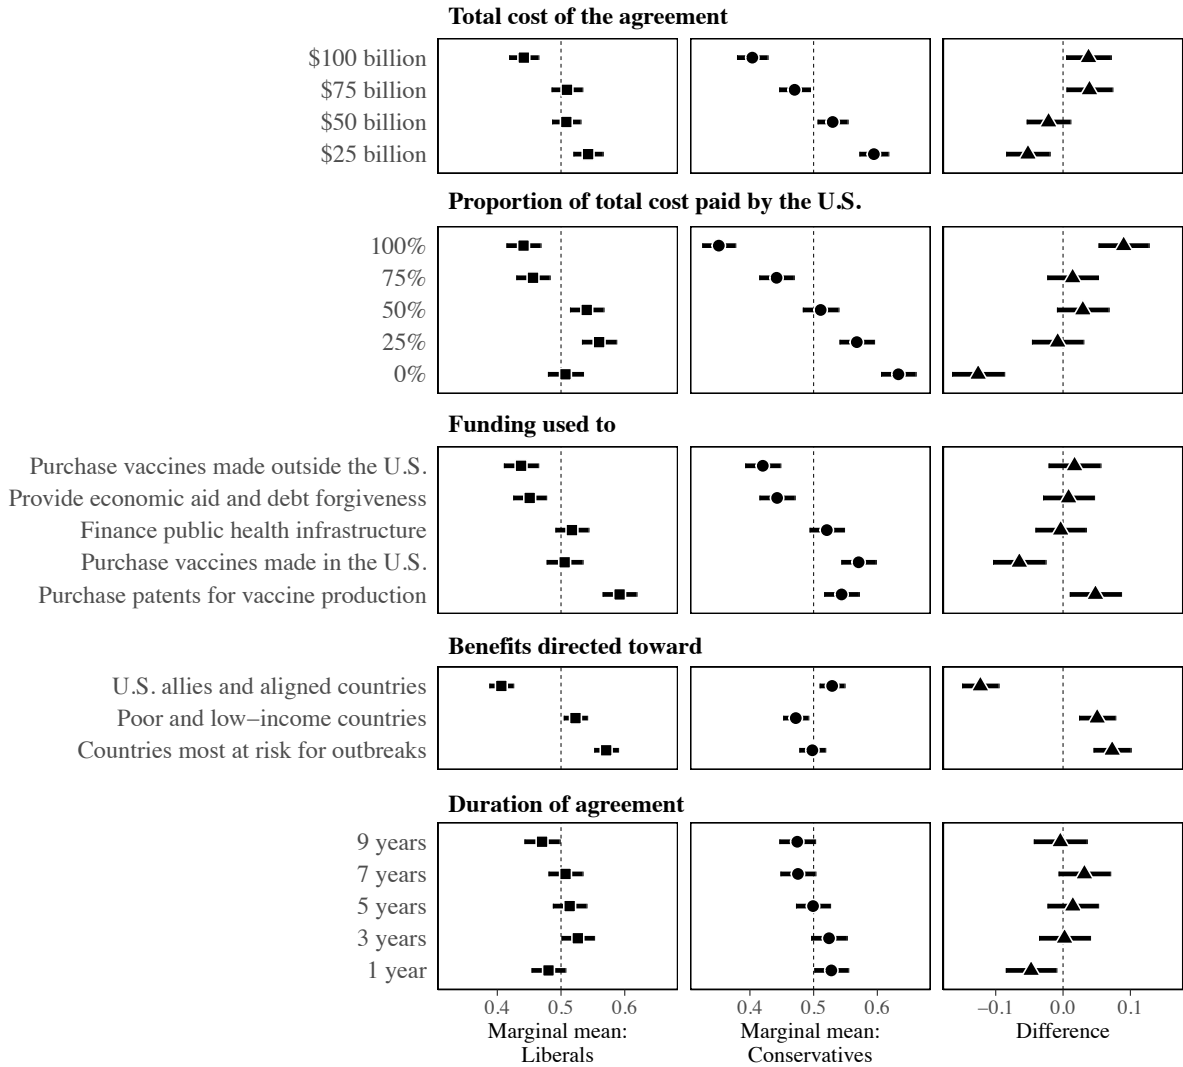 Total cost of the agreement
$100 billion
$75 billion
$50 billion
$25 billion
Proportion of total cost paid by the U.S.
100%
75%
50%
25%
0%
Funding used to
Purchase vaccines made outside the U.S.
Provide economic aid and debt forgiveness
Finance public health infrastructure
Purchase vaccines made in the U.S.
Purchase patents for vaccine production
Benefits directed toward
U.S. allies and aligned countries
Poor and low−income countries
Countries most at risk for outbreaks
Duration of agreement
9 years
7 years
5 years
3 years
1 year
0.4 0.5 0.6 0.4 0.5 0.6 −0.1 0.0 0.1
Marginal mean: Marginal mean: Difference
Liberals Conservatives